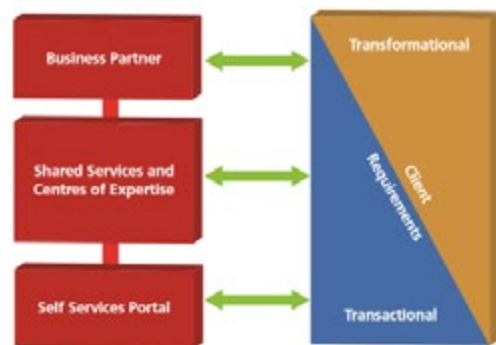 Business Partner
Transformational
Shared Services and
Centres of Expertise
Client
Requirements
Self Services Portal
Transactional